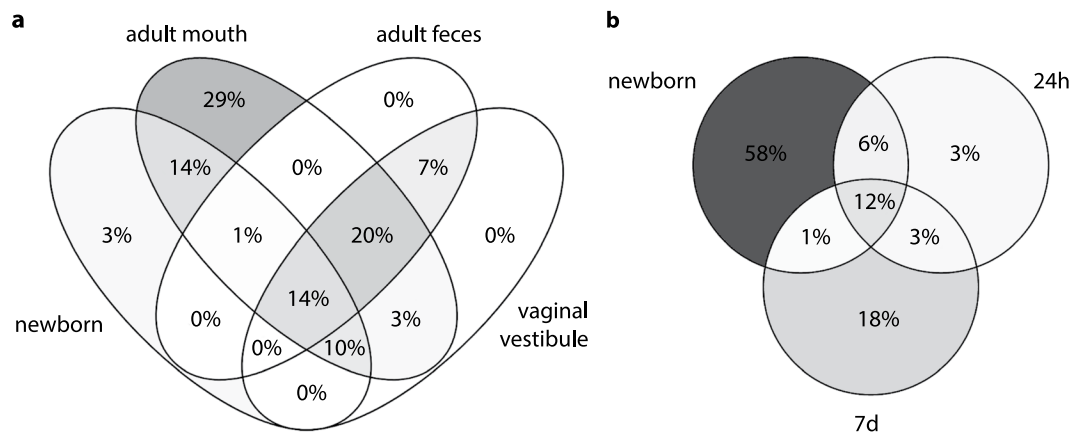 a
adult mouth
adult feces
29%
0%
14%
0%
7%
3%
1%
20%
0%
14%
0%
3%
0%
10%
0%
newborn
vaginal
vestibule
b
newborn
24h
58%
6%
3%
12%
1%
3%
18%
7d